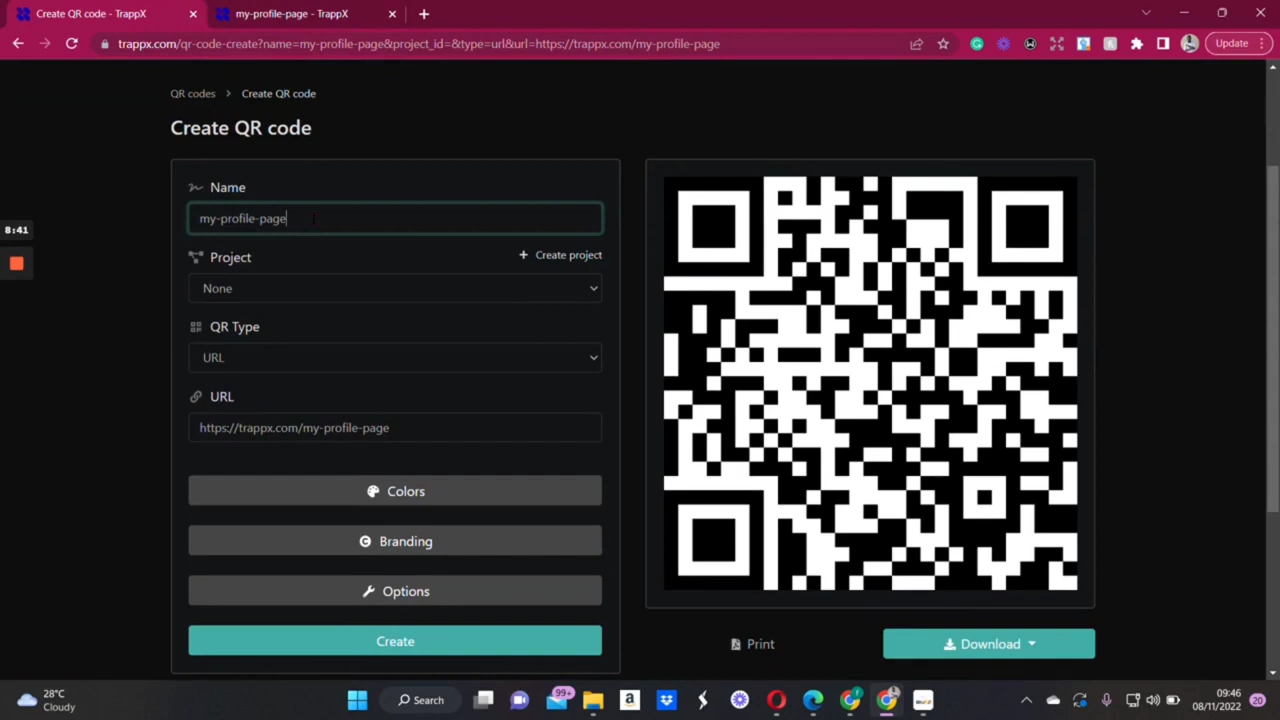 Create QR code - TrappX
my-profile-page - TrappX
trappx.com/qr-code-create?name=my-profile-page&project_id=&type=url&url=https://trappx.com/my-profile-page
Update
QR codes > Create QR code
Create QR code
Name
my-profile-page
8:41
Project
+ Create project
None
QR Type
URL
URL
https://trappx.com/my-profile-page
Colors
Branding
Options
Create
Print
Download
28°C
Cloudy
Search
99+
09:46
08/11/2022
20